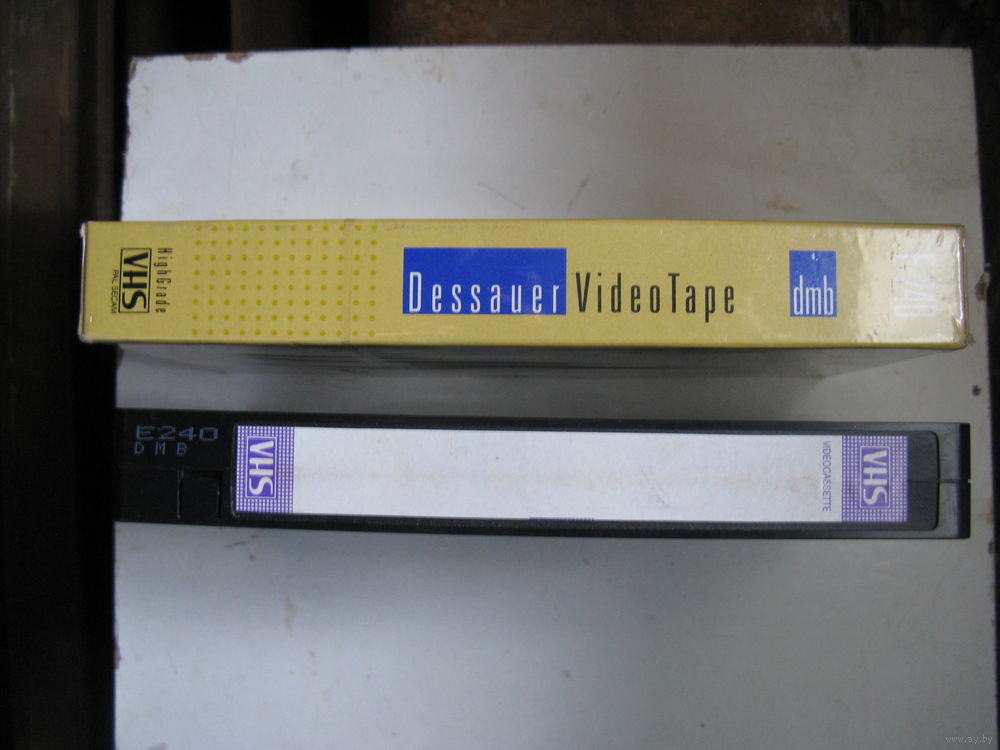 HighGrade
VHS
PAL SECAM
Dessauer VideoTape
dmb
E240
E240
DMB
VHS
VIDEOCASSETTE
VHS
www.ay.by